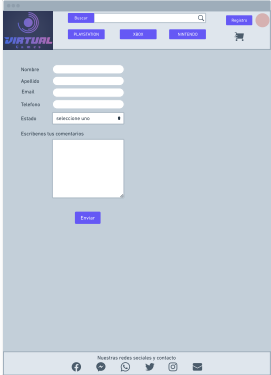 Buscar
Registro
VIRTUAL
GAMES
PLAYSTATION
XBOX
NINTENDO
Nombre
Apellido
Email
Telefono
Estado
seleccione uno
Escribenos tus comentarios
Enviar
Nuestras redes sociales y contacto